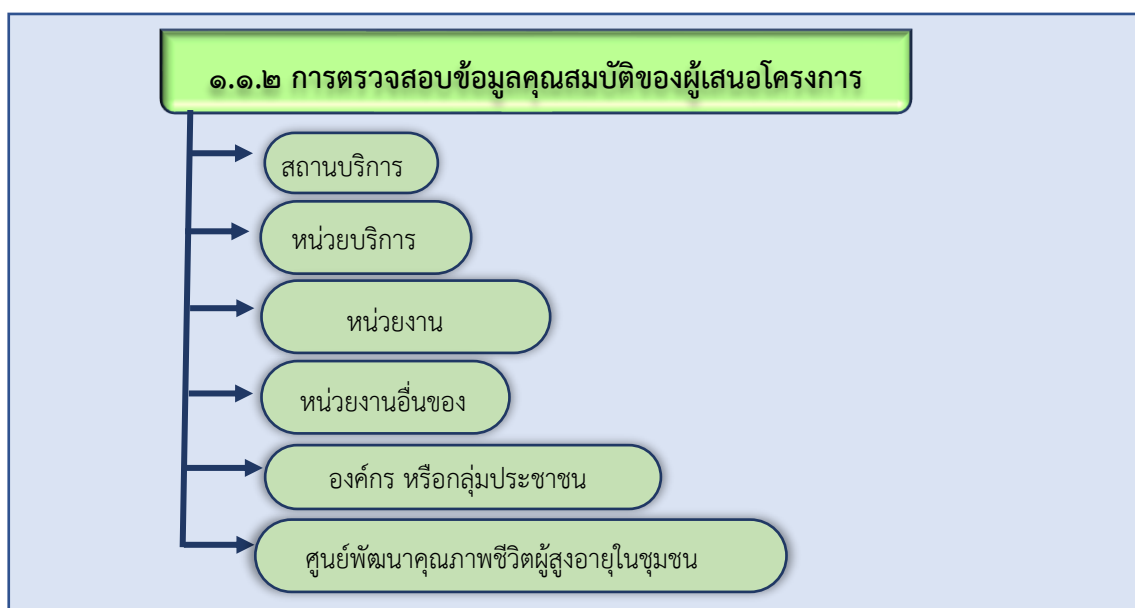 ๑.๑.๒ การตรวจสอบข้อมูลคุณสมบัติของผู้เสนอโครงการ
สถานบริการ
หน่วยบริการ
หน่วยงาน
หน่วยงานอื่นของ
องค์กร หรือกลุ่มประชาชน
ศูนย์พัฒนาคุณภาพชีวิตผู้สูงอายุในชุมชน